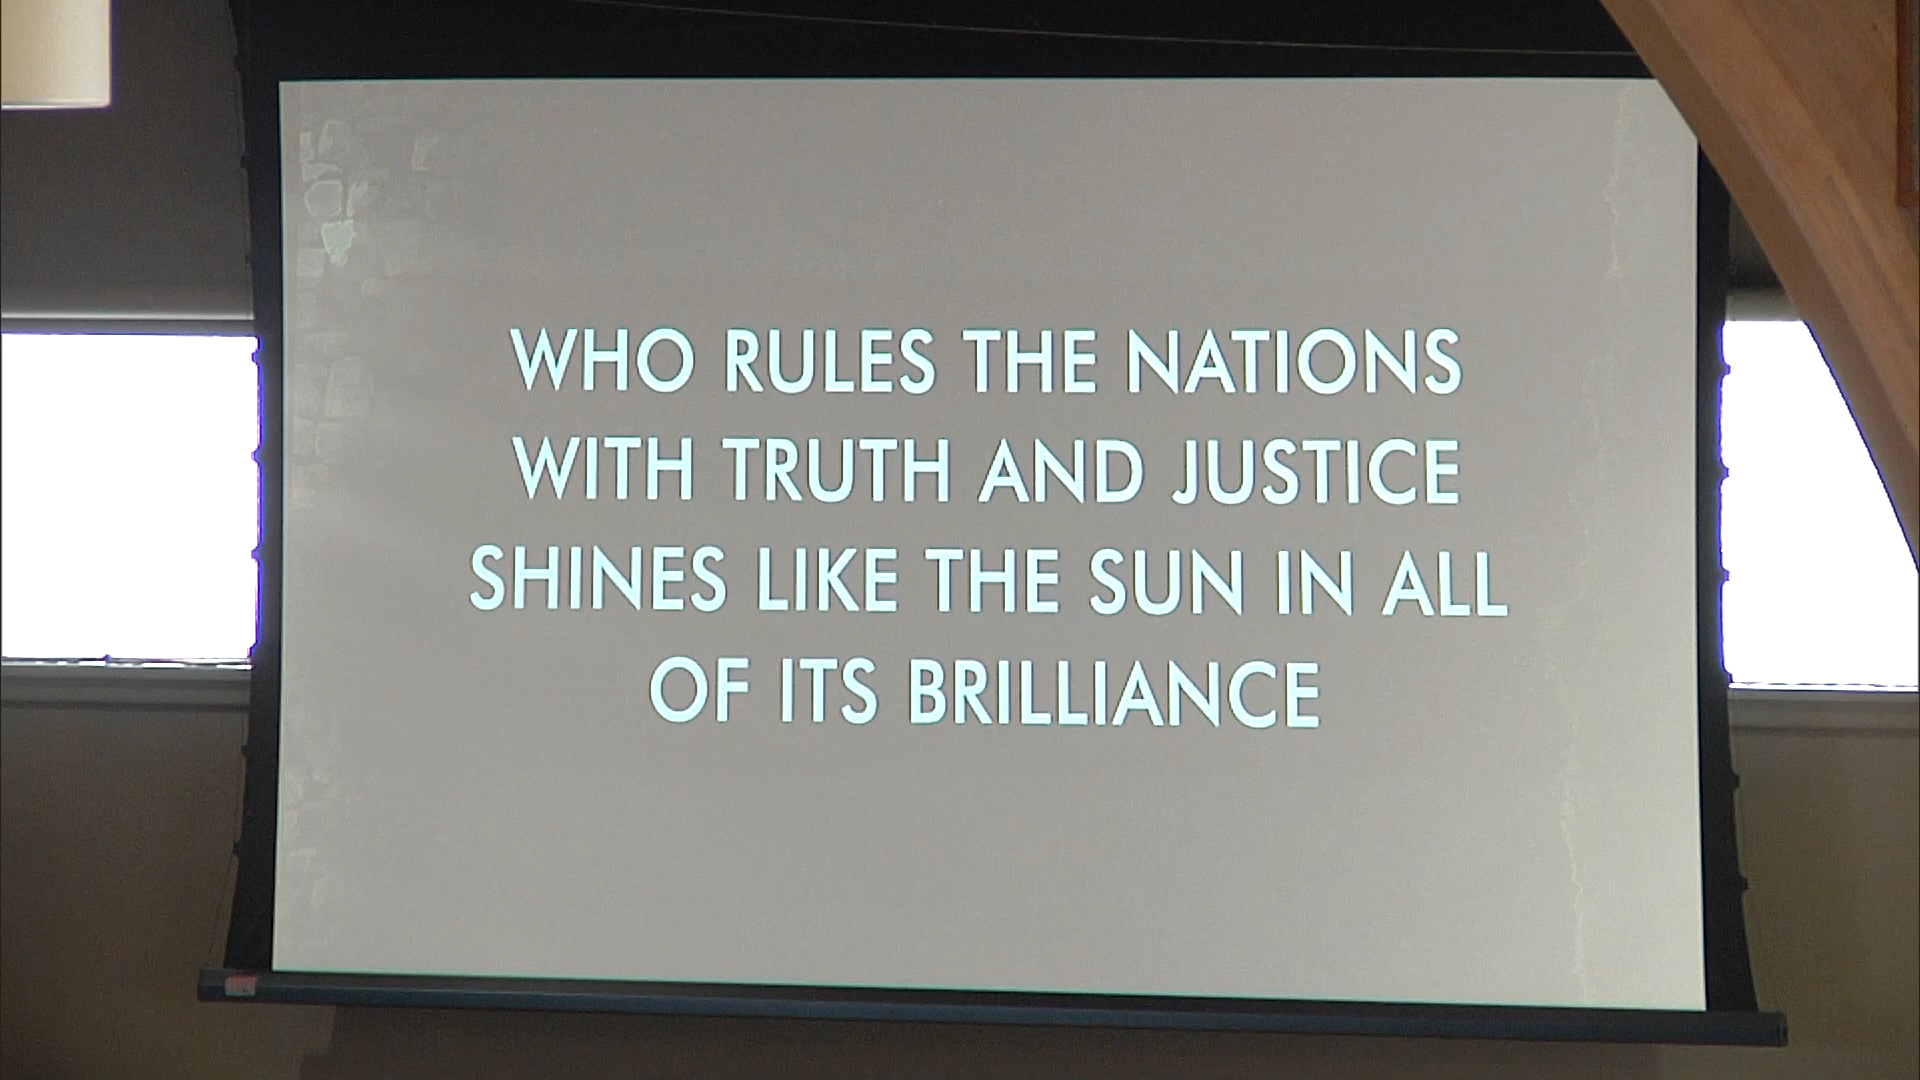 WHO RULES THE NATIONS
WITH TRUTH AND JUSTICE
SHINES LIKE THE SUN IN ALL
OF ITS BRILLIANCE